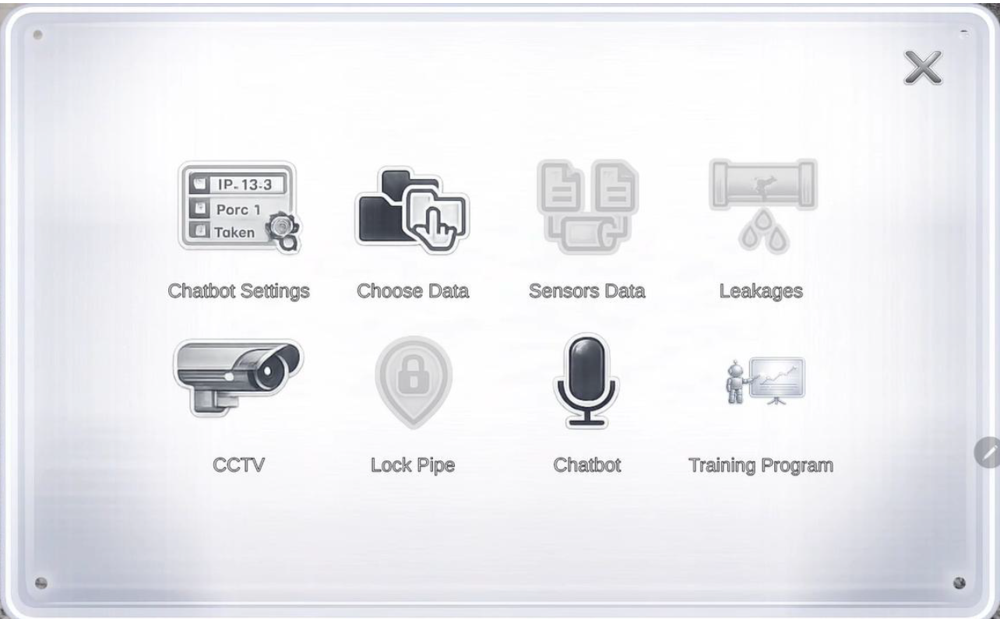 IP- 13-3
Porc 1
Taken
Chatbot Settings
Choose Data
Sensors Data
Leakages
CCTV
Lock Pipe
Chatbot
Training Program